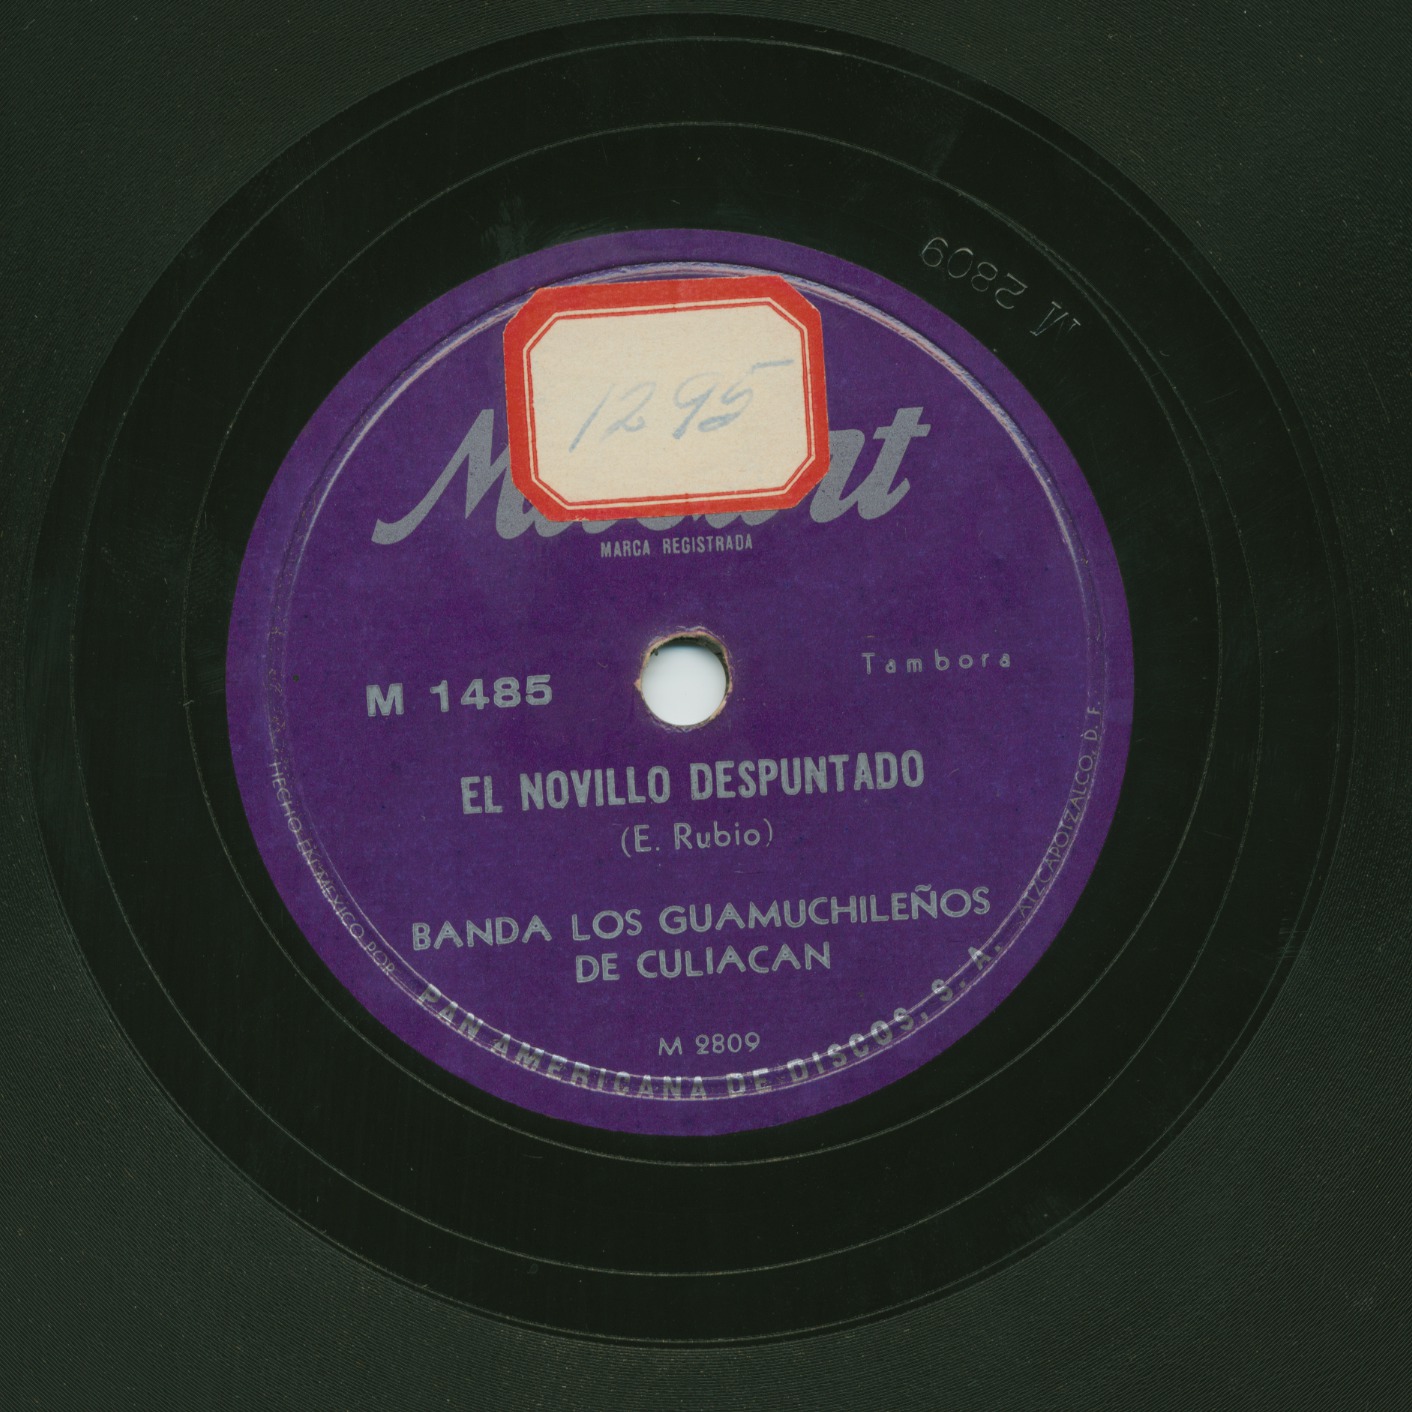 M 2809
1295
MARCA REGISTRADA
M 1485
Tambora
EL NOVILLO DESPUNTADO
(E. Rubio)
BANDA LOS GUAMUCHILEÑOS
DE CULIACAN
M 2809
HECHO EN MEXICO POR PAN AMERICANA DE DISCOS, S. A. ATZCAPOTZALCO, D. F.